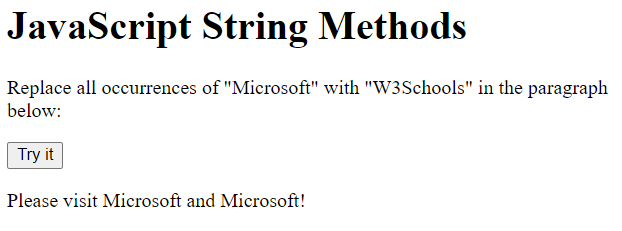 JavaScript String Methods
Replace all occurrences of "Microsoft" with "W3Schools" in the paragraph
below:
Try it
Please visit Microsoft and Microsoft!